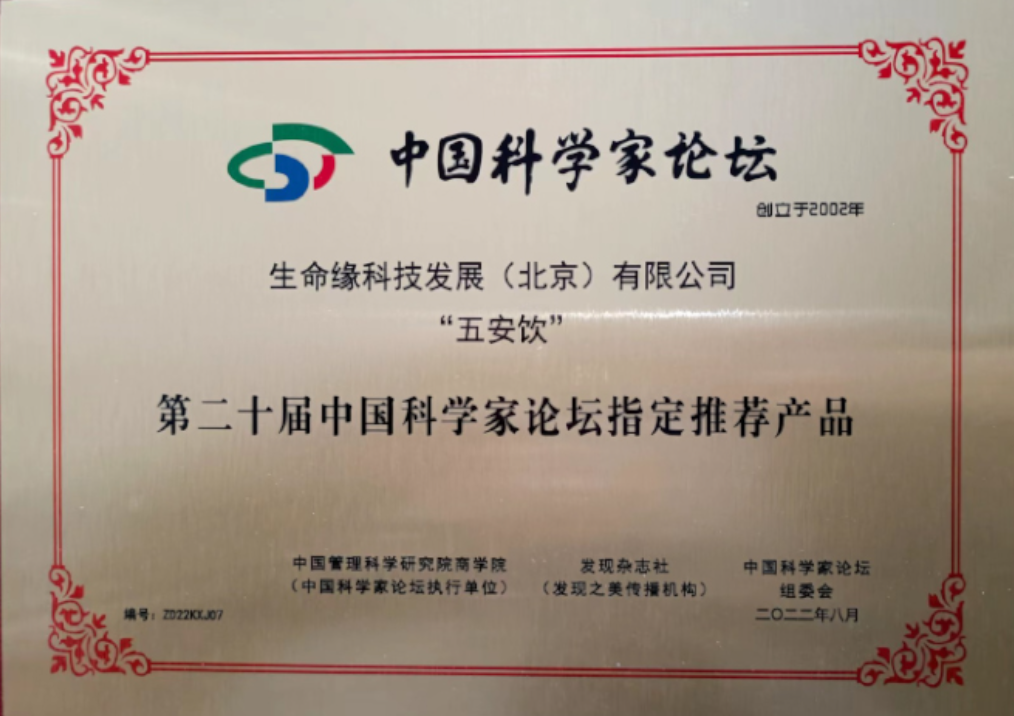 中国科学家论坛
创立于2002年
生命缘科技发展（北京）有限公司
“五安饮”
第二十届中国科学家论坛指定推荐产品
中国管理科学研究院商学院
（中国科学家论坛执行单位）
发现杂志社
（发现之美传播机构）
中国科学家论坛
组委会
二〇二二年八月
编号：ZD22KXJ07